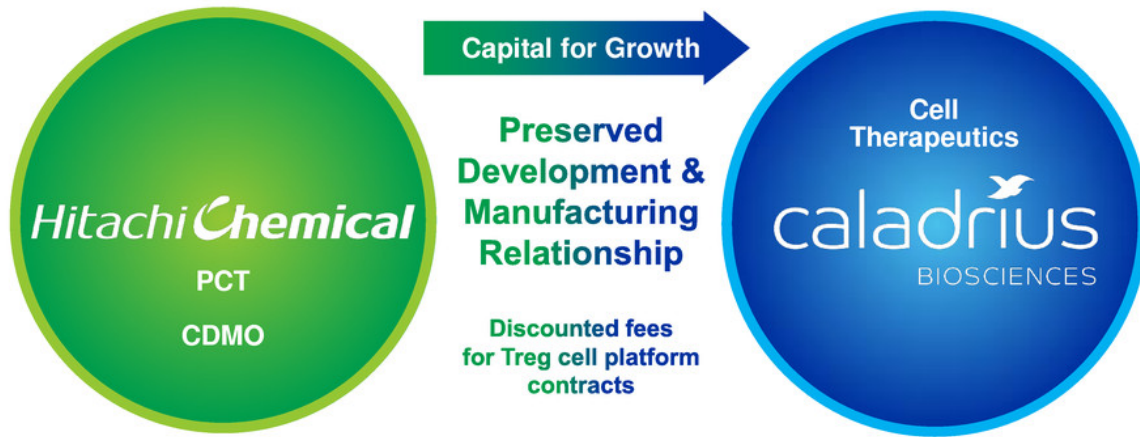 Hitachi Chemical
PCT
CDMO
Capital for Growth
Preserved
Development &
Manufacturing
Relationship
Discounted fees
for Treg cell platform
contracts
Cell
Therapeutics
caladrius
BIOSCIENCES